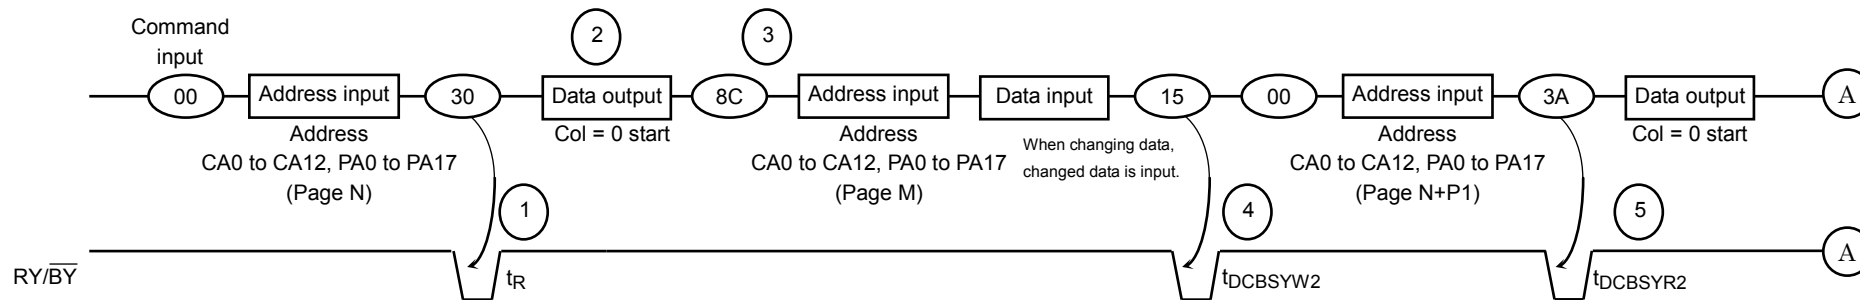 Command
input
2
3
00
Address input
30
Data output
8C
Address input
Data input
15
00
Address input
3A
Data output
A
Address
CA0 to CA12, PA0 to PA17
(Page N)
Col = 0 start
Address
CA0 to CA12, PA0 to PA17
(Page M)
When changing data,
changed data is input.
Address
CA0 to CA12, PA0 to PA17
(Page N+P1)
Col = 0 start
1
4
5
RY/B̅Y̅
tR
tDCBSYW2
tDCBSYR2
A